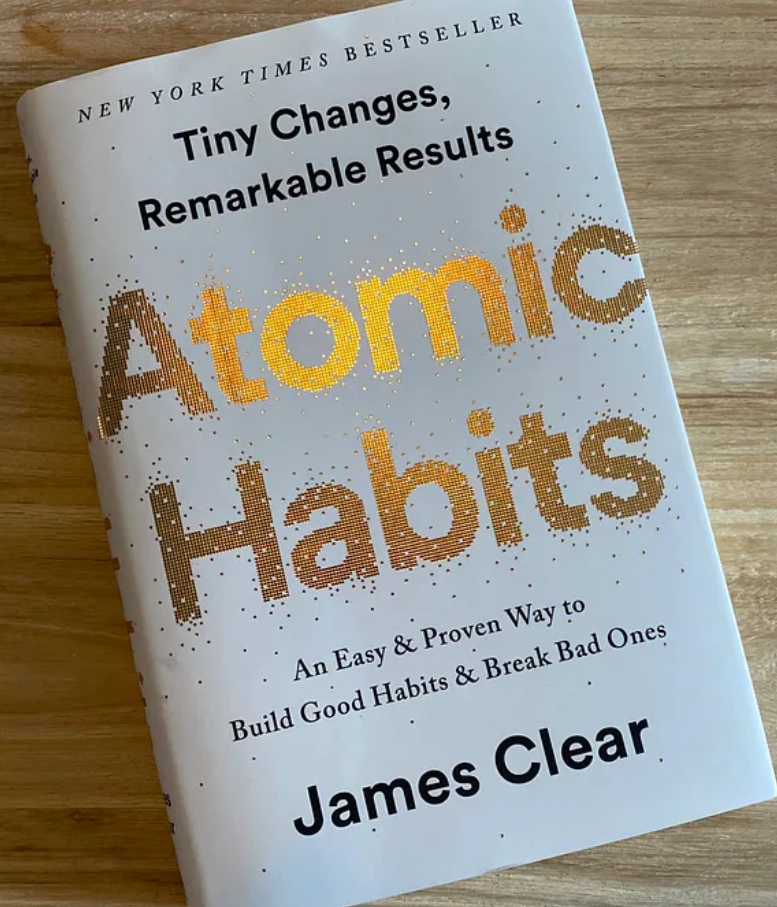 NEW YORK TIMES BESTSELLER
Tiny Changes,
Remarkable Results
Atomic
Habits
An Easy & Proven Way to
Build Good Habits & Break Bad Ones
James Clear